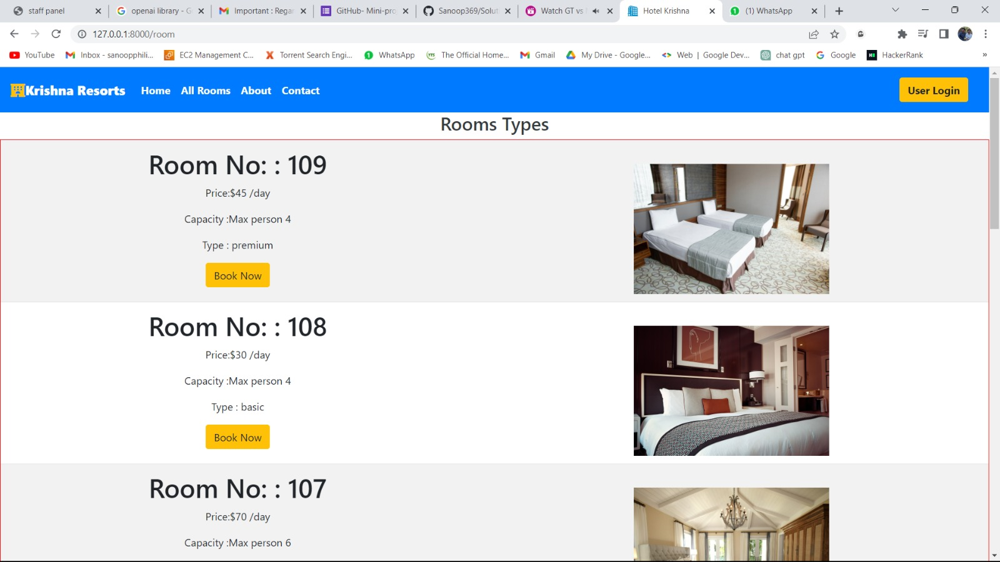 staff panel
openai library - G
Important : Regar
GitHub- Mini-pro
Sanoop369/Solut
Watch GT vs
Hotel Krishna
(1) WhatsApp
127.0.0.1:8000/room
YouTube
Inbox - sanoopphili...
EC2 Management C...
Torrent Search Engi...
WhatsApp
The Official Home...
Gmail
My Drive - Google...
Web | Google Dev...
chat gpt
Google
HackerRank
»
Krishna Resorts Home All Rooms About Contact User Login
Rooms Types
Room No: : 109
Price:$45 /day
Capacity :Max person 4
Type : premium
Book Now
Room No: : 108
Price:$30 /day
Capacity :Max person 4
Type : basic
Book Now
Room No: : 107
Price:$70 /day
Capacity :Max person 6